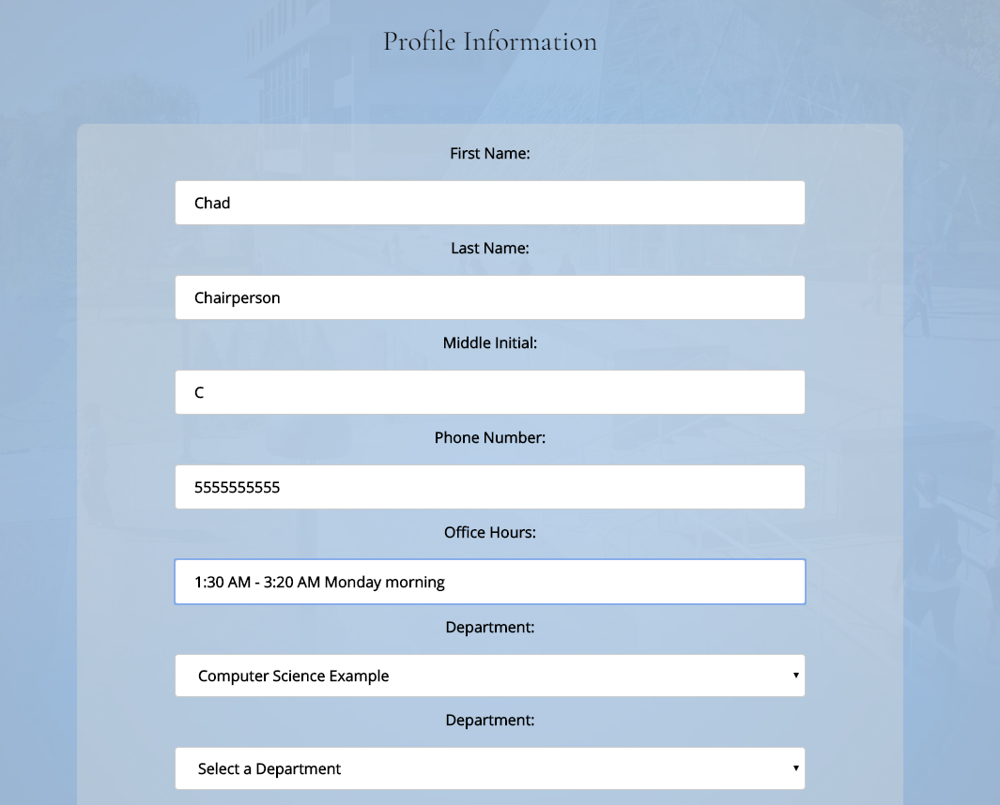 Profile Information
First Name:
Chad
Last Name:
Chairperson
Middle Initial:
C
Phone Number:
5555555555
Office Hours:
1:30 AM - 3:20 AM Monday morning
Department:
Computer Science Example
Department:
Select a Department